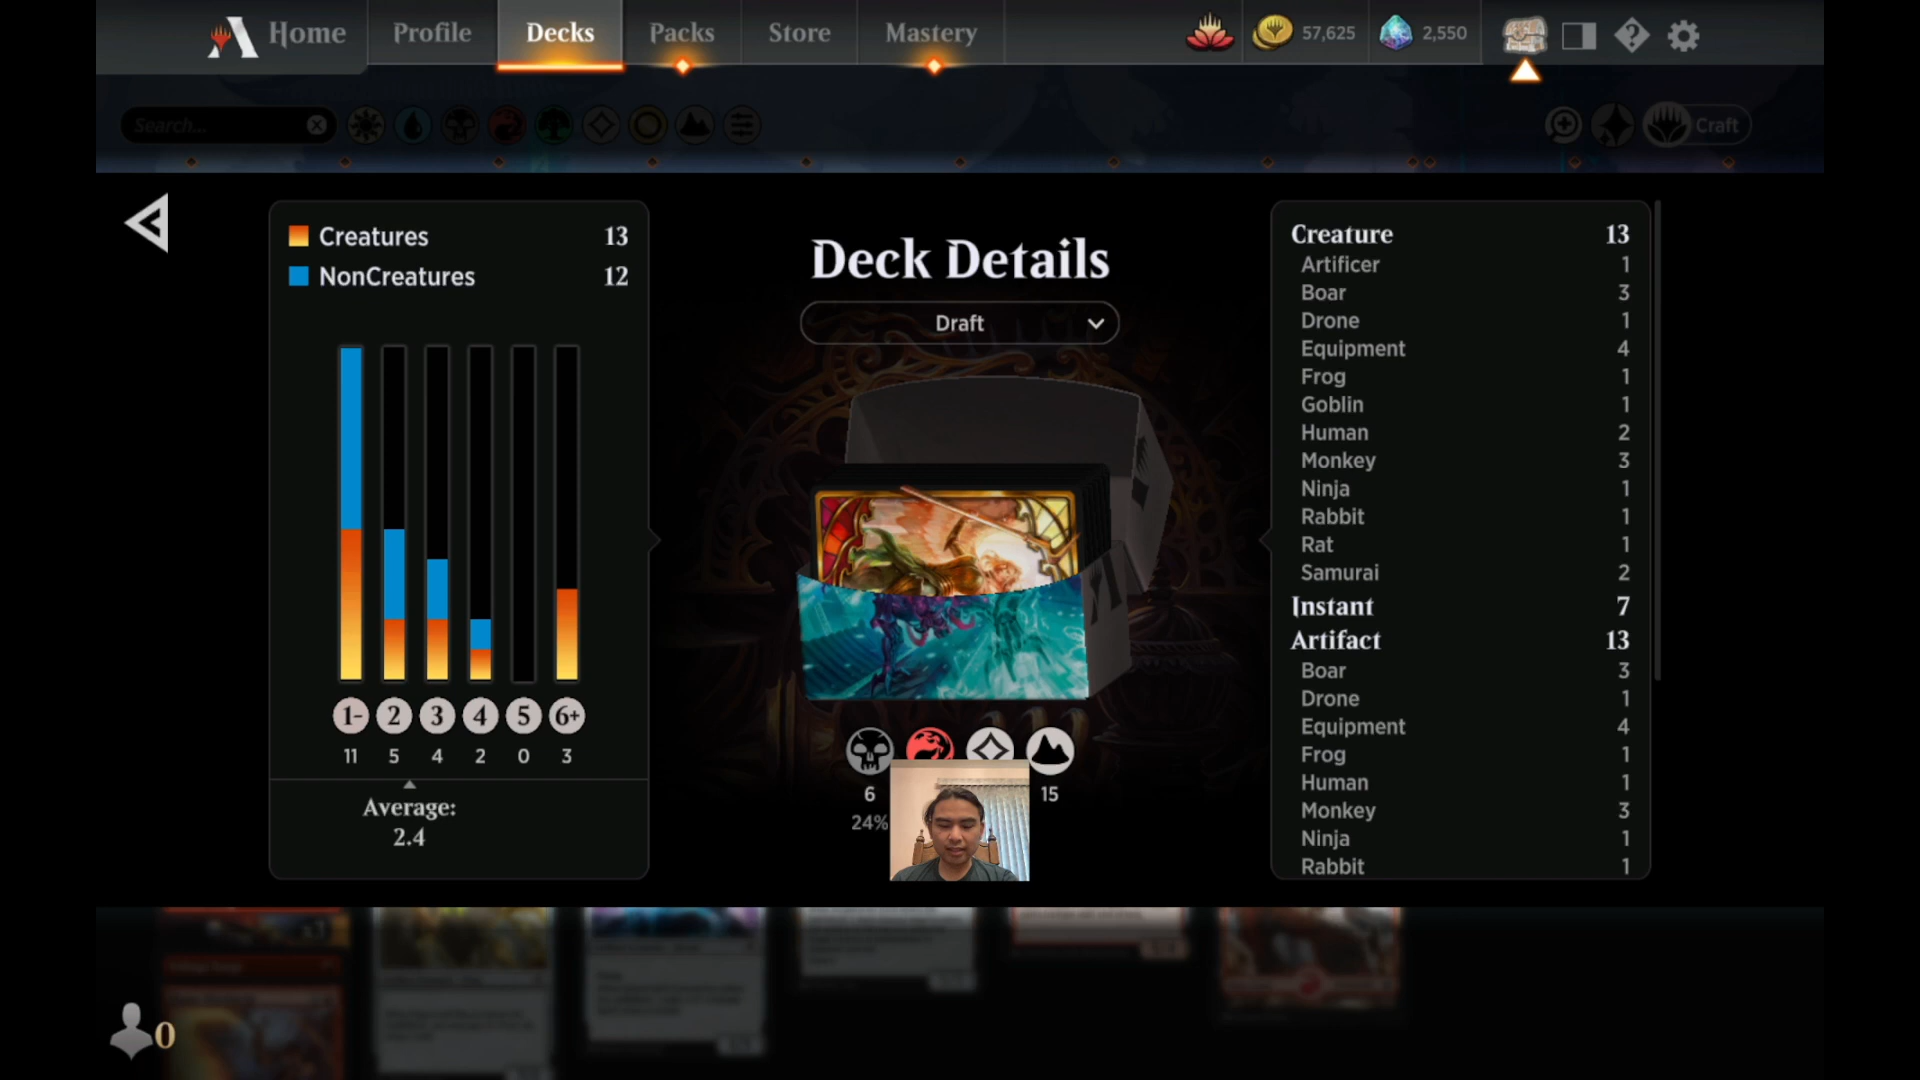 Home Profile Decks Packs Store Mastery 57,625 2,550
Search... Craft
Creatures 13
NonCreatures 12
1- 2 3 4 5 6+
11 5 4 2 0 3
Average:
2.4
Deck Details
Draft
6 15
24%
Creature 13
Artificer 1
Boar 3
Drone 1
Equipment 4
Frog 1
Goblin 1
Human 2
Monkey 3
Ninja 1
Rabbit 1
Rat 1
Samurai 2
Instant 7
Artifact 13
Boar 3
Drone 1
Equipment 4
Frog 1
Human 1
Monkey 3
Ninja 1
Rabbit 1
0